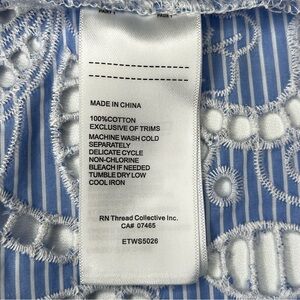 MADE IN CHINA
100%COTTON
EXCLUSIVE OF TRIMS
MACHINE WASH COLD
SEPARATELY
DELICATE CYCLE
NON-CHLORINE
BLEACH IF NEEDED
TUMBLE DRY LOW
COOL IRON
RN Thread Collective Inc.
CA# 07465
ETWS5026